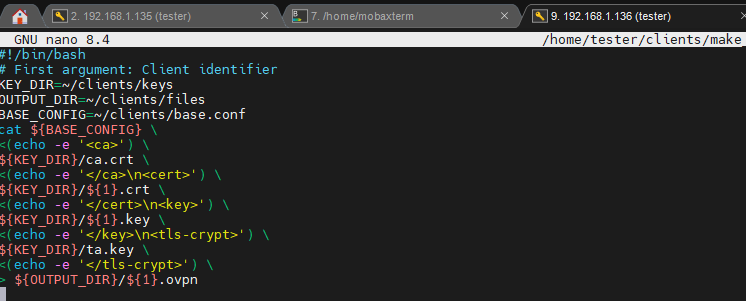 2. 192.168.1.135 (tester)
7. /home/mobaxterm
9. 192.168.1.136 (tester)
GNU nano 8.4 /home/tester/clients/make
#!/bin/bash
# First argument: Client identifier
KEY_DIR=~/clients/keys
OUTPUT_DIR=~/clients/files
BASE_CONFIG=~/clients/base.conf
cat ${BASE_CONFIG} \
<(echo -e '<ca>') \
${KEY_DIR}/ca.crt \
<(echo -e '</ca>\n<cert>') \
${KEY_DIR}/${1}.crt \
<(echo -e '</cert>\n<key>') \
${KEY_DIR}/${1}.key \
<(echo -e '</key>\n<tls-crypt>') \
${KEY_DIR}/ta.key \
<(echo -e '</tls-crypt>') \
> ${OUTPUT_DIR}/${1}.ovpn